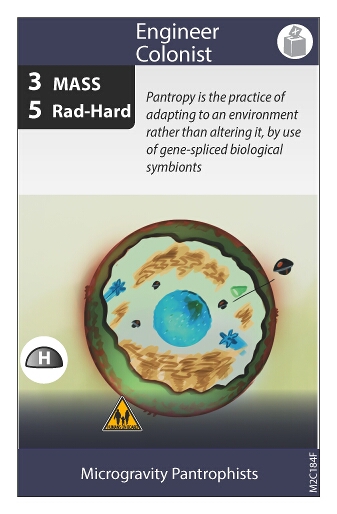 Engineer
Colonist
3 MASS
5 Rad-Hard
Pantropy is the practice of
adapting to an environment
rather than altering it, by use
of gene-spliced biological
symbionts
H
Microgravity Pantrophists
M2C184F